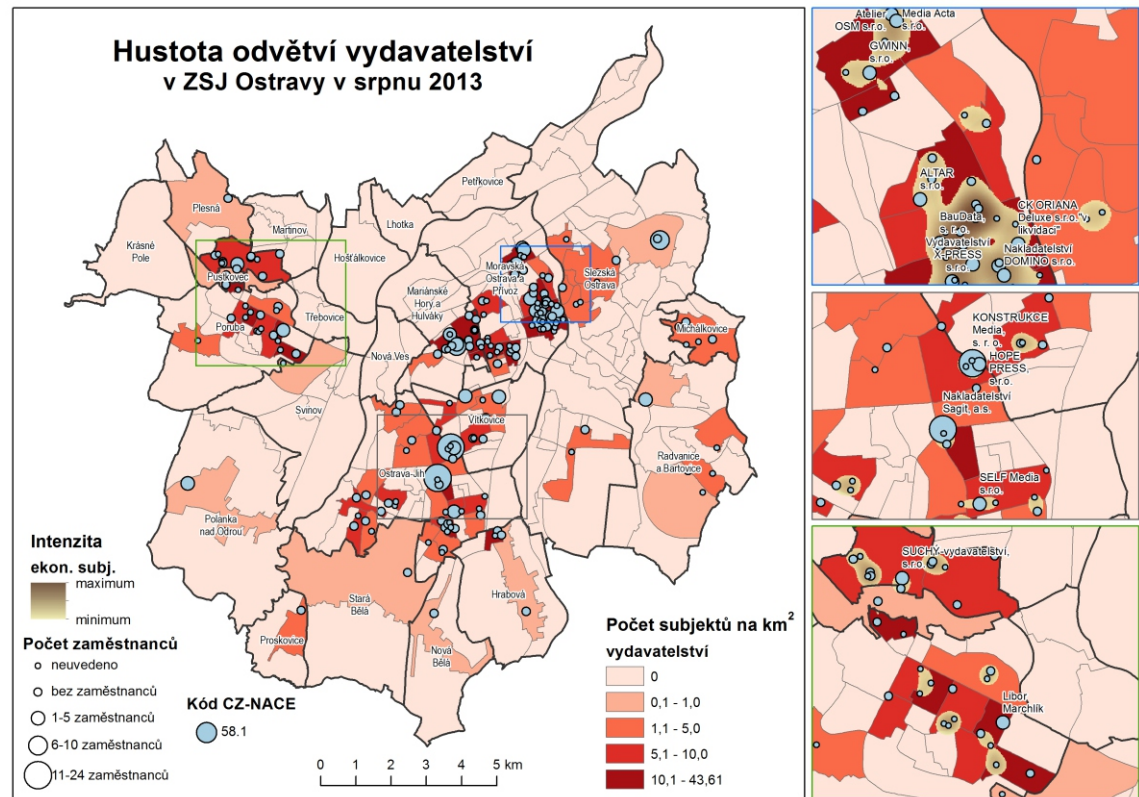 Hustota odvětví vydavatelství
v ZSJ Ostravy v srpnu 2013
Petřkovice
Plesná
Martinov
Lhotka
Krásné
Pole
Hošťálkovice
Pustkovec
Moravská
Ostrava a
Přívoz
Slezská
Ostrava
Mariánské
Hory a
Hulváky
Třebovice
Poruba
Michálkovice
Nová Ves
Svinov
Vítkovice
Radvanice
a Bartovice
Ostrava-Jih
Polanka
nad Odrou
Stará
Bělá
Hrabová
Proskovice
Nová
Bělá
Intenzita
ekon. subj.
maximum
minimum
Počet zaměstnanců
neuvedeno
bez zaměstnanců
1-5 zaměstnanců
6-10 zaměstnanců
11-24 zaměstnanců
Kód CZ-NACE
58.1
0 1 2 3 4 5 km
Počet subjektů na km²
vydavatelství
0
0,1 - 1,0
1,1 - 5,0
5,1 - 10,0
10,1 - 43,61
Atelier
OSM s.r.o.
Media Acta
s.r.o.
GWINN,
s.r.o.
ALTAR
s.r.o.
CK ORIANA
Deluxe s.r.o."v
likvidaci"
BauData,
s. r. o.
Vydavatelství
X-PRESS
s.r.o.
Nakladatelství
DOMINO s.r.o.
KONSTRUKCE
Media,
s. r. o.
HOPE
PRESS,
s.r.o.
Nakladatelství
Sagit, a.s.
SELF Media
s.r.o.
SUCHÝ-vydavatelství,
s.r.o.
Libor
Marchlík